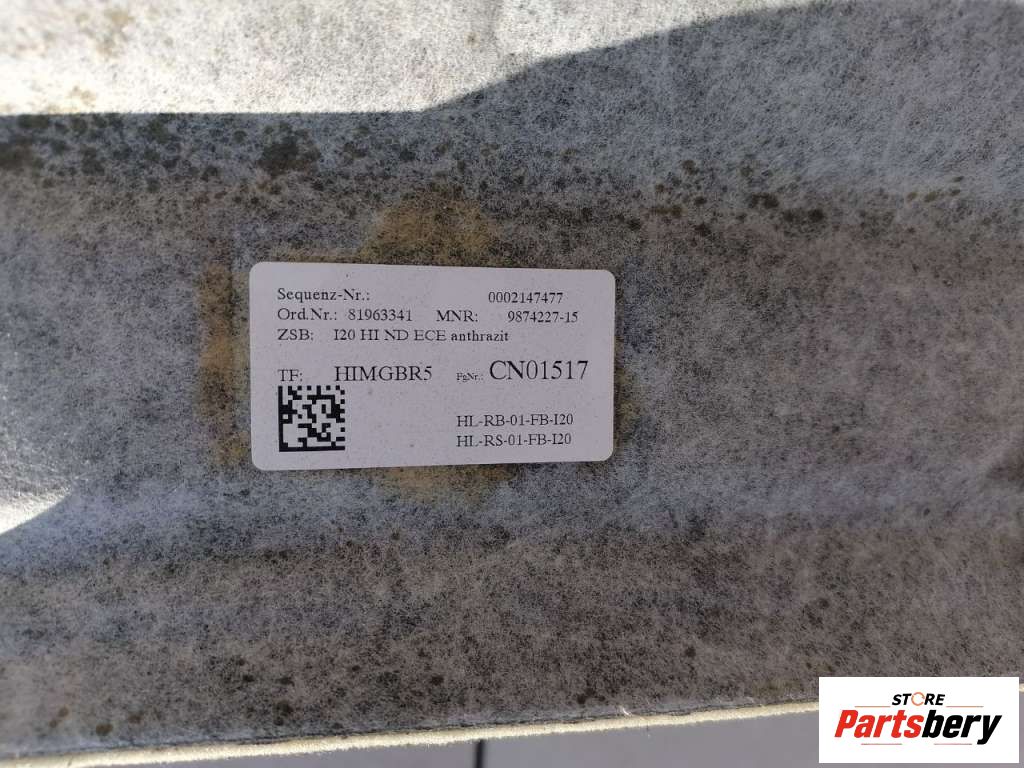 Sequenz-Nr.: 0002147477
Ord.Nr.: 81963341 MNR: 9874227-15
ZSB: I20 HI ND ECE anthrazit
TF: HIMGBR5 FgNr.: CN01517
HL-RB-01-FB-I20
HL-RS-01-FB-I20
STORE
Partsbery